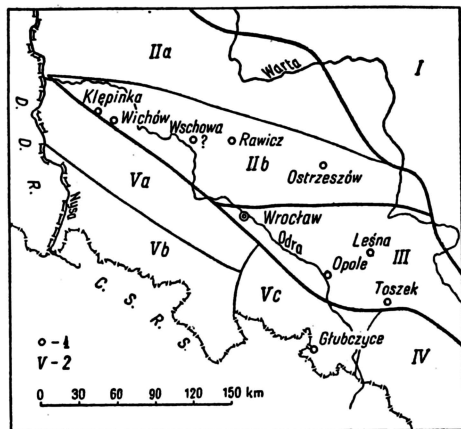 I
IIa
Warta
Klępinka
Wichów
Wschowa
?
Rawicz
IIb
Ostrzeszów
D.
D.
R.
Nysa
Va
Wrocław
Odra
Leśna
III
Opole
Vb
Vc
Toszek
C. S. R. S.
Głubczyce
IV
-1
V - 2
0 30 60 90 120 150
km